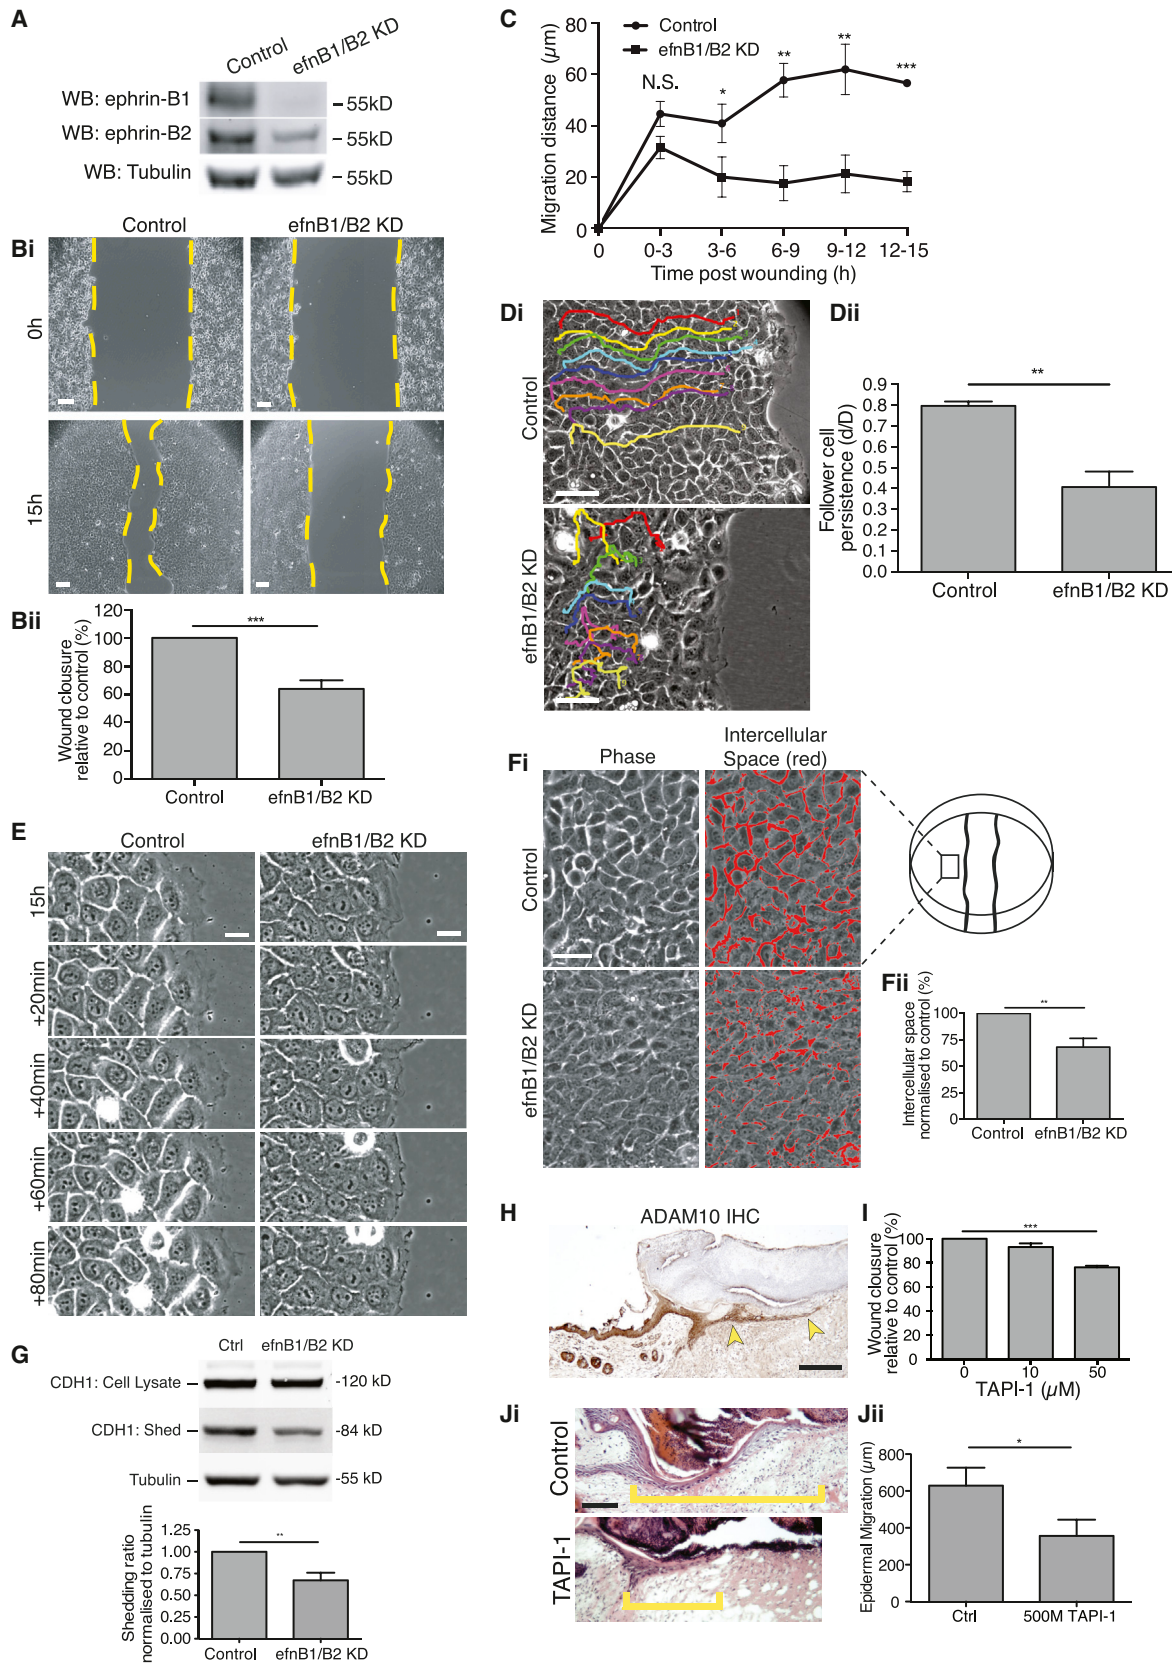 A
Control
efnB1/B2 KD
WB: ephrin-B1
55kD
WB: ephrin-B2
55kD
WB: Tubulin
55kD
Bi
Control
efnB1/B2 KD
0h
15h
Bii
Wound clousure
relative to control (%)
120
100
80
60
40
20
0
***
Control
efnB1/B2 KD
C
Control
efnB1/B2 KD
Migration distance (µm)
80
60
40
20
0
N.S.
*
**
**
***
0
0-3
3-6
6-9
9-12
12-15
Time post wounding (h)
Di
Control
efnB1/B2 KD
Dii
Follower cell
persistence (d/D)
0.9
0.8
0.7
0.6
0.5
0.4
0.3
0.2
0.1
0.0
**
Control
efnB1/B2 KD
E
Control
efnB1/B2 KD
15h
+20min
+40min
+60min
+80min
Fi
Phase
Intercellular
Space (red)
Control
efnB1/B2 KD
Fii
Intercellular space
normalised to control (%)
100
75
50
25
0
**
Control
efnB1/B2 KD
G
Ctrl
efnB1/B2 KD
CDH1: Cell Lysate
-120 kD
CDH1: Shed
-84 kD
Tubulin
-55 kD
Shedding ratio
normalised to tubulin
1.25
1.00
0.75
0.50
0.25
0.00
**
Control
efnB1/B2 KD
H
ADAM10 IHC
I
Wound clousure
relative to control (%)
100
80
60
40
20
0
***
0
10
50
TAPI-1 (µM)
Ji
Control
TAPI-1
Jii
Epidermal Migration (µm)
800
600
400
200
0
*
Ctrl
500M TAPI-1